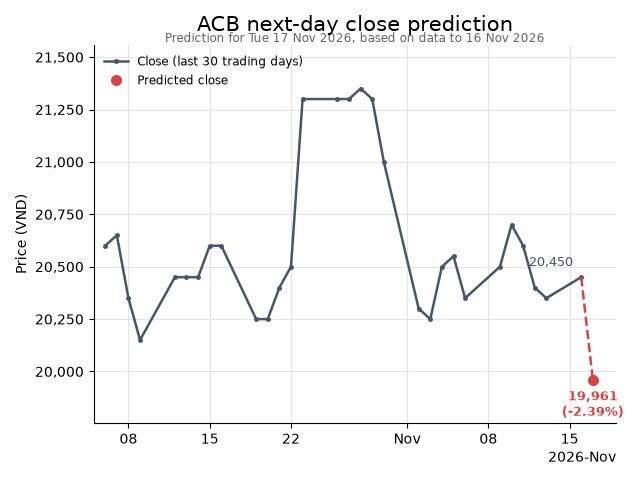 ACB next-day close prediction
Prediction for Tue 17 Nov 2026, based on data to 16 Nov 2026
Close (last 30 trading days)
Predicted close
Price (VND)
21,500
21,250
21,000
20,750
20,500
20,250
20,000
20,450
19,961
(-2.39%)
08
15
22
Nov
08
15
2026-Nov